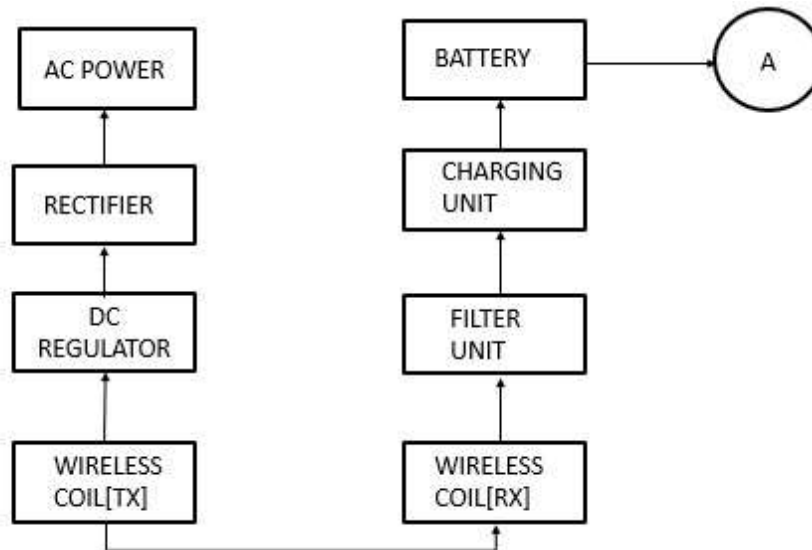 AC POWER
RECTIFIER
DC
REGULATOR
WIRELESS
COIL[TX]
BATTERY
CHARGING
UNIT
FILTER
UNIT
WIRELESS
COIL[RX]
A